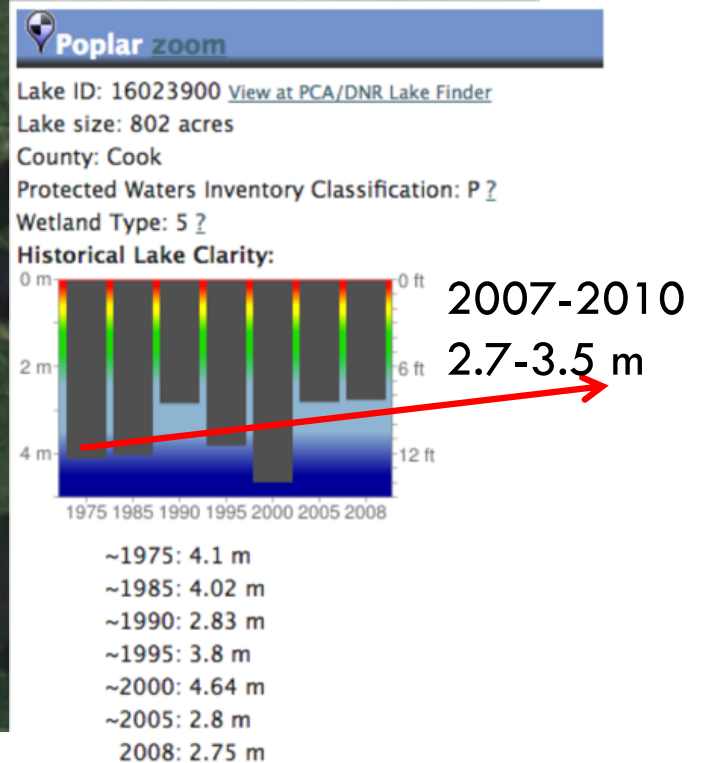 Poplar zoom
Lake ID: 16023900 View at PCA/DNR Lake Finder
Lake size: 802 acres
County: Cook
Protected Waters Inventory Classification: P ?
Wetland Type: 5 ?
Historical Lake Clarity:
0 m 0 ft
2 m 6 ft
4 m 12 ft
1975 1985 1990 1995 2000 2005 2008
2007-2010
2.7-3.5 m
~1975: 4.1 m
~1985: 4.02 m
~1990: 2.83 m
~1995: 3.8 m
~2000: 4.64 m
~2005: 2.8 m
2008: 2.75 m